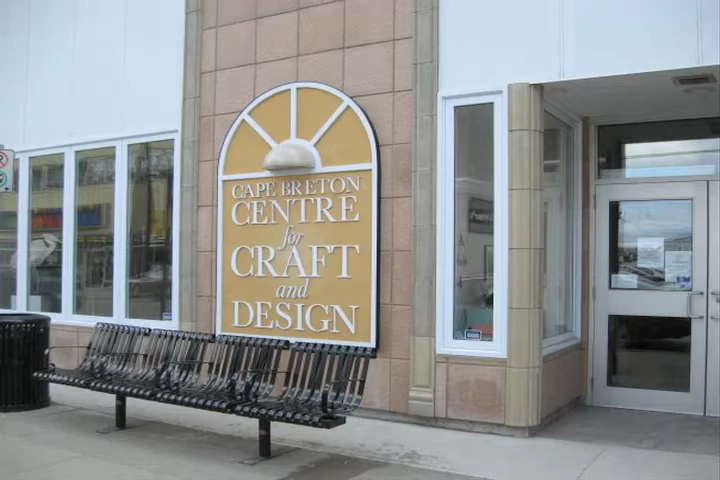 CAPE BRETON
CENTRE
for
CRAFT
and
DESIGN